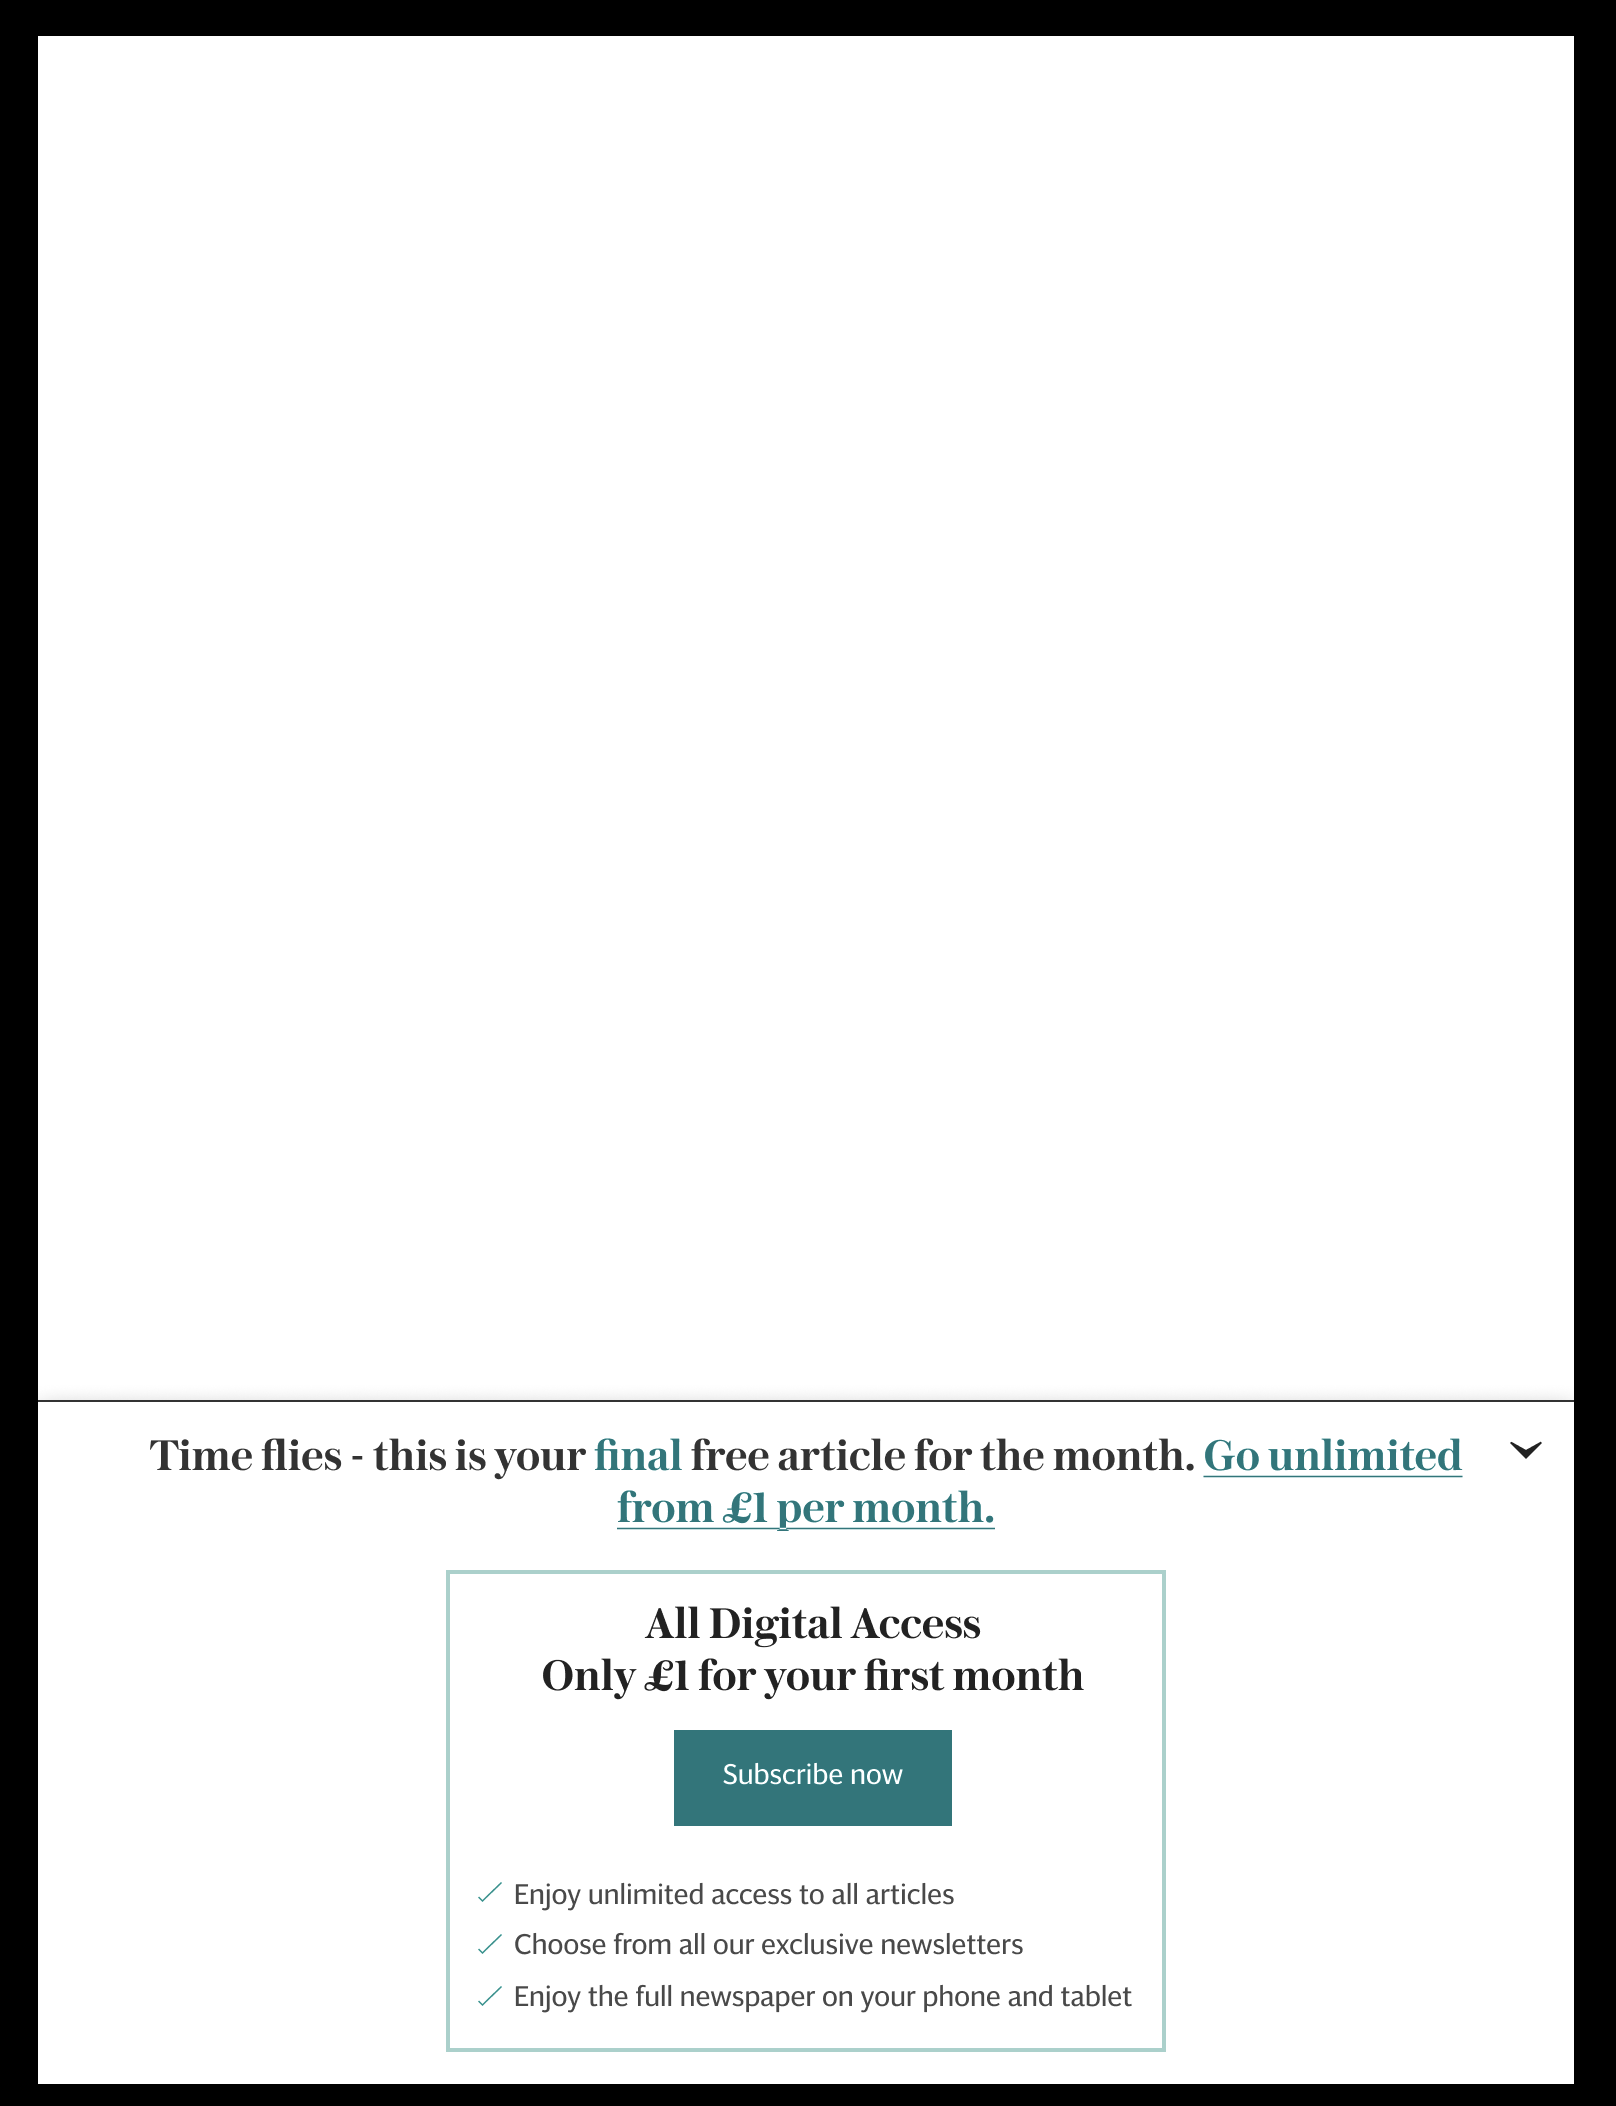 Time flies - this is your final free article for the month. Go unlimited
from £1 per month.
All Digital Access
Only £1 for your first month
Subscribe now
Enjoy unlimited access to all articles
Choose from all our exclusive newsletters
Enjoy the full newspaper on your phone and tablet